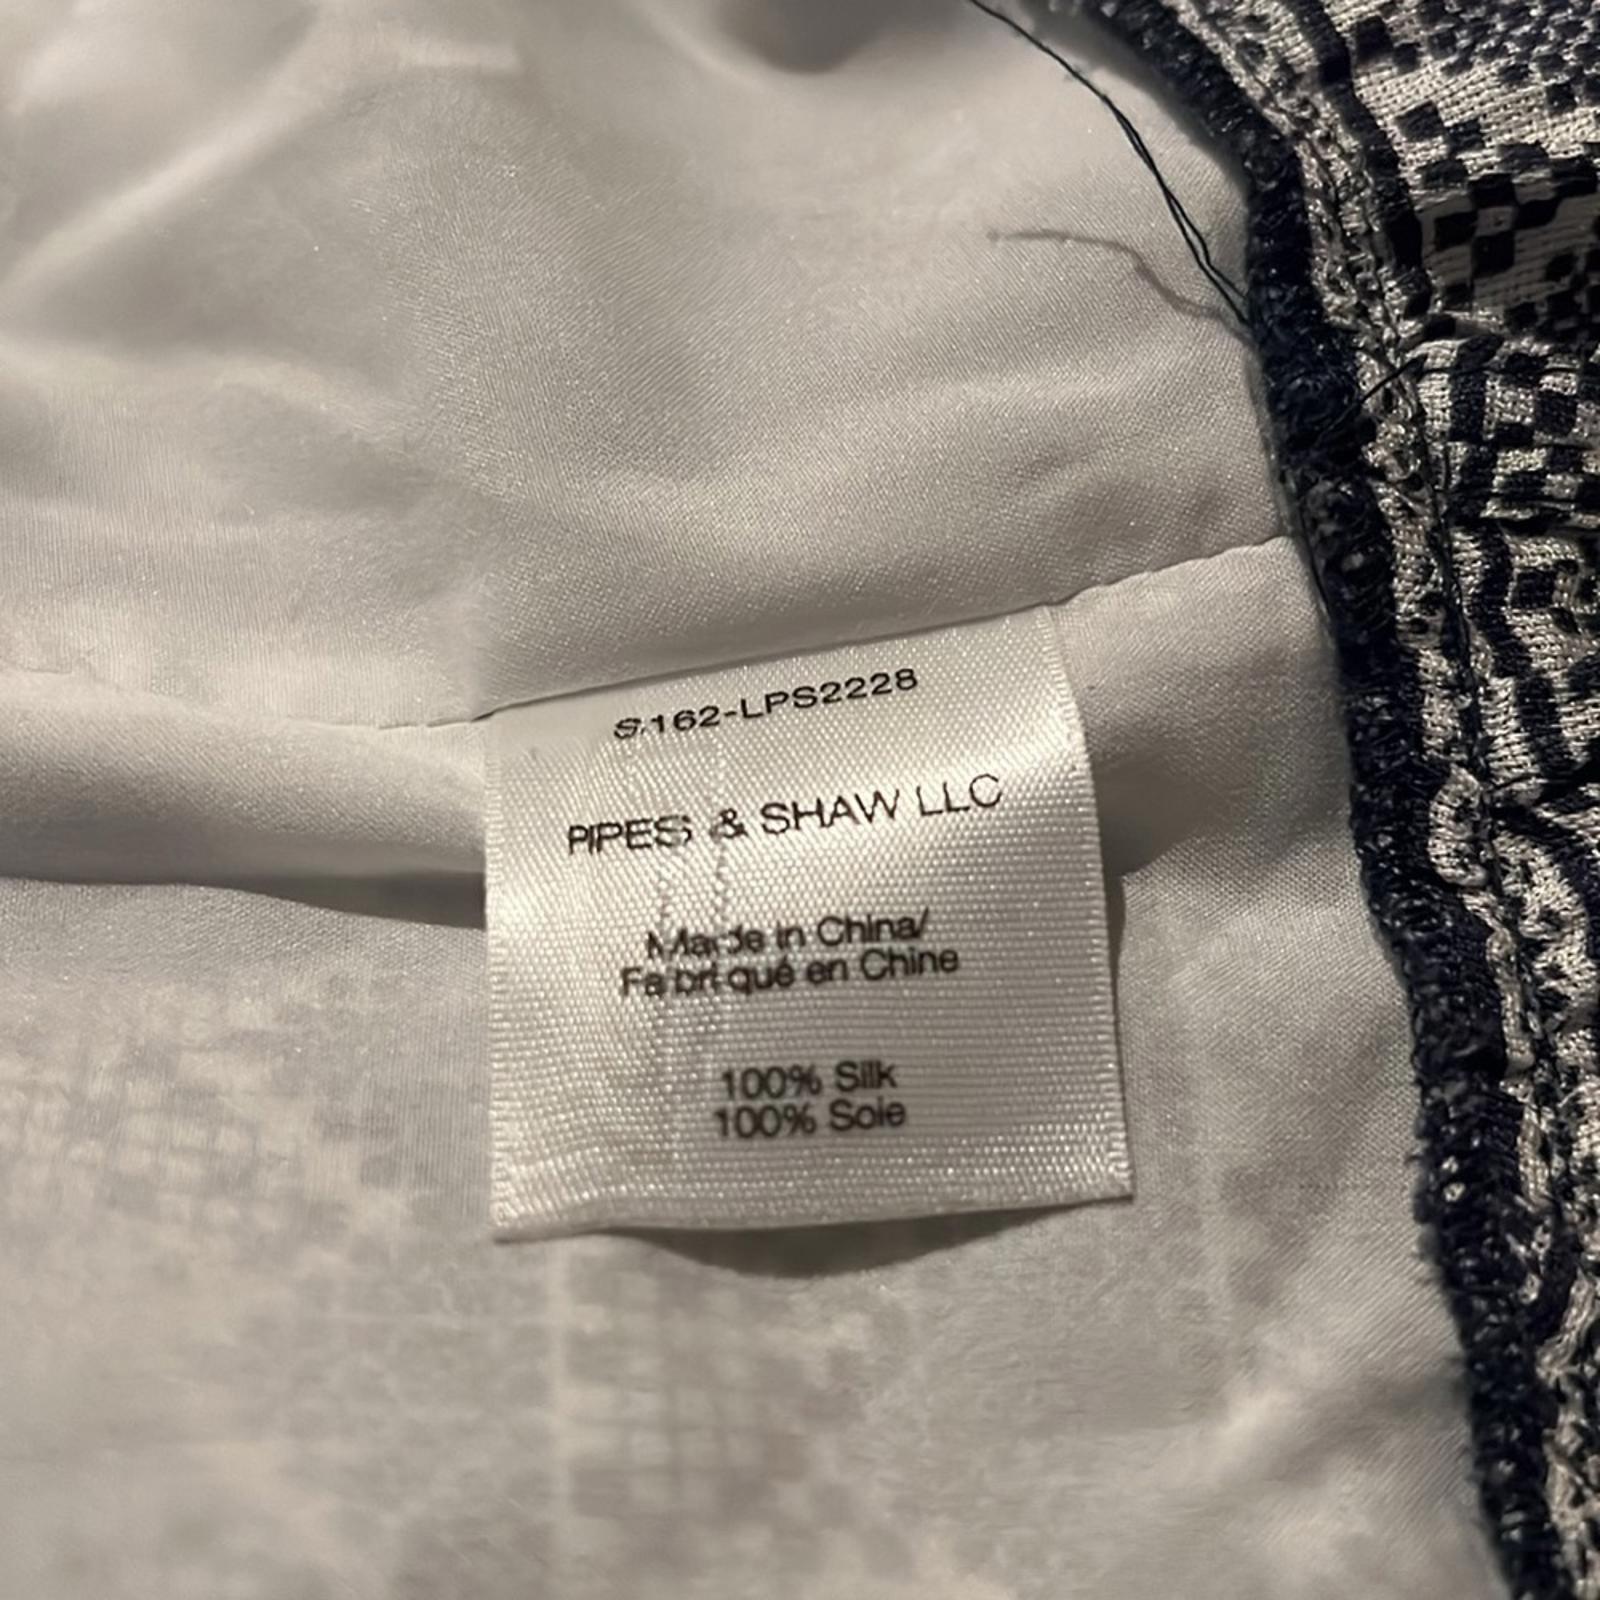 S162-LPS2228
PIPES & SHAW LLC
Made in China/
Fabriqué en Chine
100% Silk
100% Soie